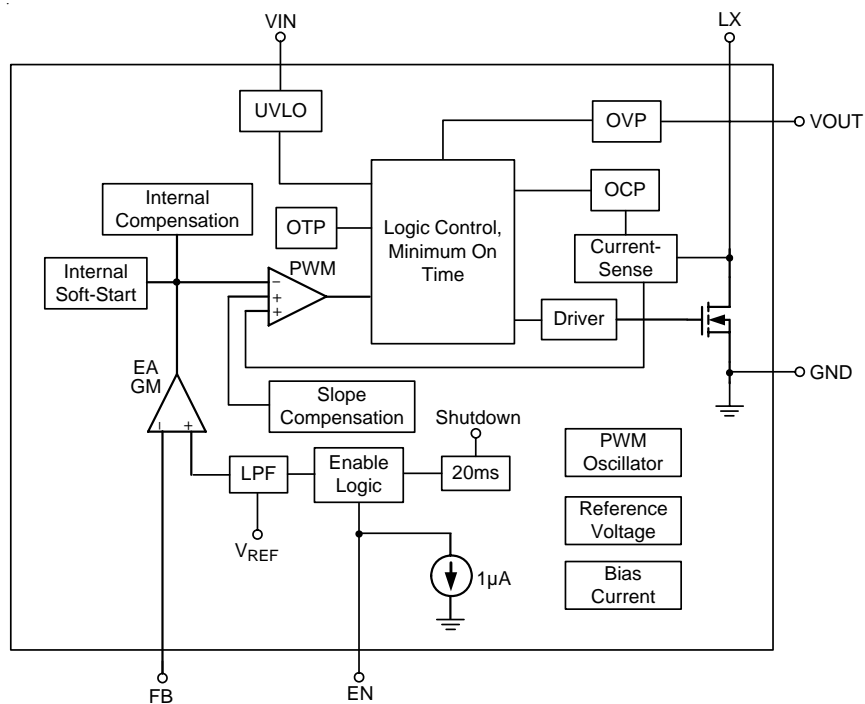 VIN
LX
UVLO
OVP
VOUT
Internal
Compensation
OTP
Logic Control,
Minimum On
Time
OCP
Current-
Sense
Internal
Soft-Start
PWM
−
+
+
Driver
EA
GM
GND
Slope
Compensation
− +
Shutdown
PWM
Oscillator
LPF
Enable
Logic
20ms
Reference
Voltage
VREF
1µA
Bias
Current
FB
EN